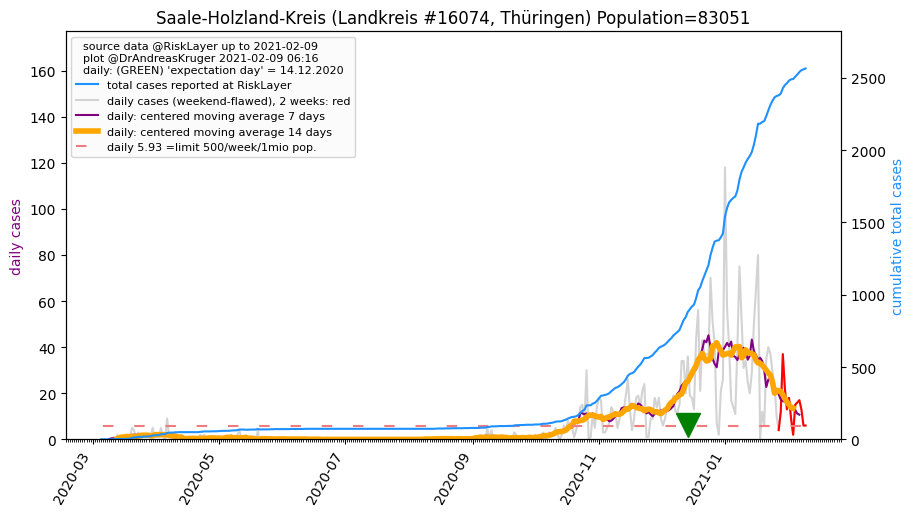 Saale-Holzland-Kreis (Landkreis #16074, Thüringen) Population=83051
source data @RiskLayer up to 2021-02-09
plot @DrAndreasKruger 2021-02-09 06:16
daily: (GREEN) 'expectation day' = 14.12.2020
total cases reported at RiskLayer
daily cases (weekend-flawed), 2 weeks: red
daily: centered moving average 7 days
daily: centered moving average 14 days
daily 5.93 =limit 500/week/1mio pop.
daily cases
160
140
120
100
80
60
40
20
0
2500
2000
1500
1000
500
0
cumulative total cases
2020-03
2020-05
2020-07
2020-09
2020-11
2021-01